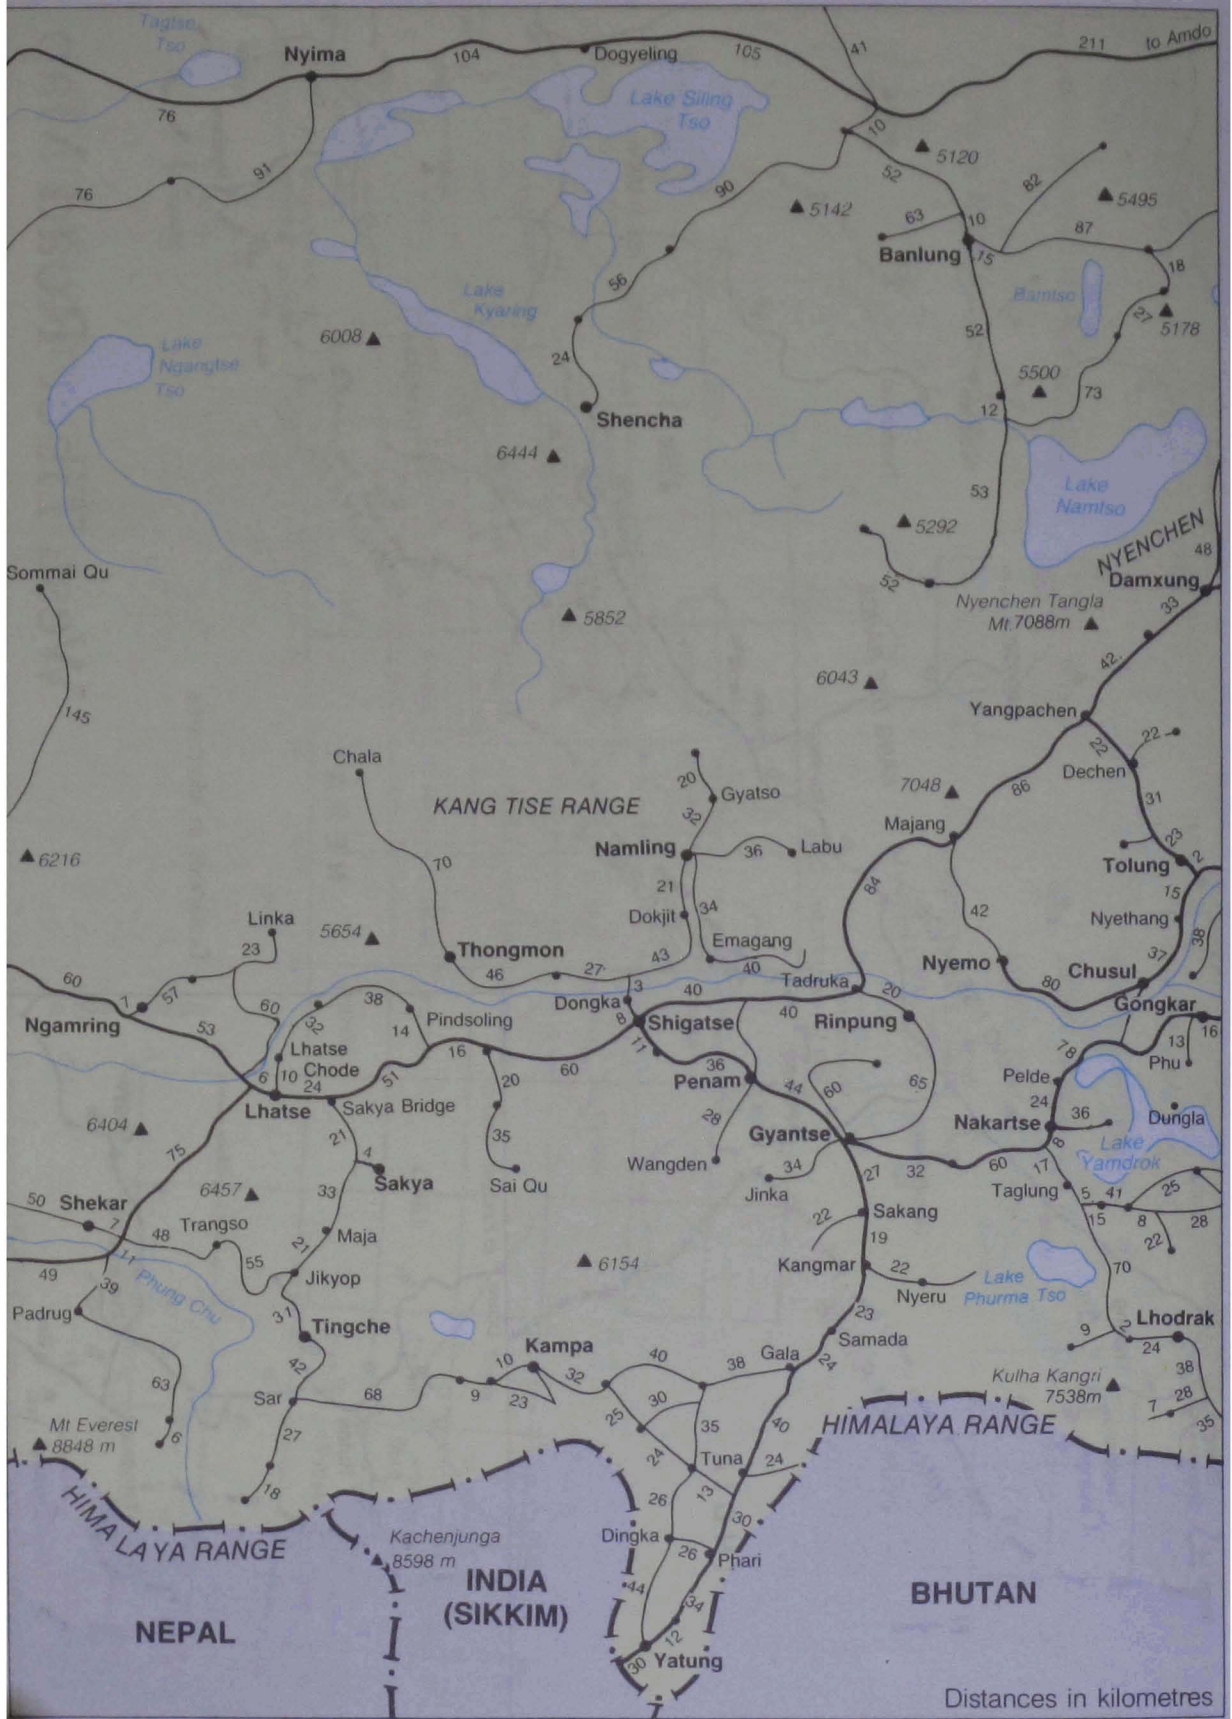 Tagtse
Tso
Nyima
104
Dogyeling
105
41
211
to Amdo
76
91
76
Lake Siling
Tso
10
5120
52
82
5495
90
5142
63
10
87
Banlung
15
18
56
Lake
Kyaring
Bamtso
27
5178
6008
Lake
Ngangtse
Tso
24
52
5500
73
12
Shencha
6444
53
Lake
Namtso
5292
NYENCHEN
48
52
Damxung
Sommai Qu
Nyenchen Tangla
Mt. 7088m
33
5852
42
6043
145
Yangpachen
22
22
Chala
Dechen
20
Gyatso
7048
86
31
KANG TISE RANGE
32
Majang
23
2
Namling
36
Labu
Tolung
6216
70
84
15
21
34
42
Nyethang
Linka
Dokjit
38
5654
23
Thongmon
43
Emagang
37
Nyemo
Chusul
60
57
46
27
40
Tadruka
80
7
60
38
3
40
20
Gongkar
Dongka
40
Rinpung
16
Ngamring
53
32
Pindsoling
8
Shigatse
14
11
78
13
Lhatse
Chode
16
36
Phu
6
10
24
51
60
20
Penam
44
60
65
Pelde
24
36
Dungla
Lhatse
Sakya Bridge
28
Nakartse
6404
21
35
Gyantse
8
Lake
Yamdrok
75
4
Wangden
34
27
32
60
17
Sakya
Sai Qu
Jinka
Taglung
25
50
Shekar
6457
33
5
41
7
48
Trangso
22
Sakang
15
8
28
Maja
19
22
11
55
21
6154
Kangmar
22
49
39
Phung Chu
Jikyop
Nyeru
Lake
Phurma Tso
70
Padrug
31
Tingche
23
Samada
9
2
Lhodrak
24
Kampa
42
10
32
40
38
Gala
24
38
63
Sar
68
9
23
30
Kulha Kangri
7538m
28
7
25
35
40
35
Mt Everest
8848 m
6
27
HIMALAYA RANGE
24
Tuna
24
18
26
13
HIMALAYA RANGE
30
Kachenjunga
8598 m
Dingka
26
Phari
INDIA
(SIKKIM)
BHUTAN
44
34
NEPAL
12
Yatung
30
Distances in kilometres